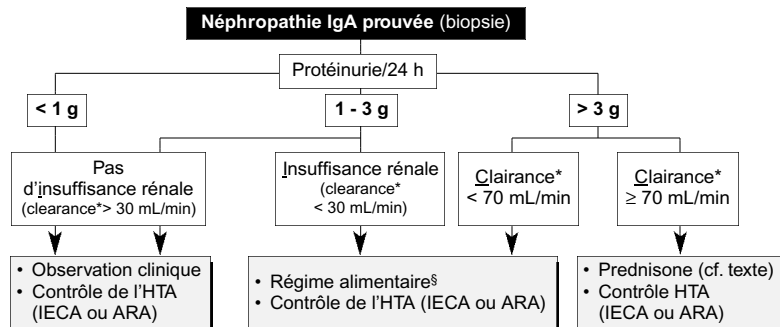 Néphropathie IgA prouvée (biopsie)
Protéinurie/24 h
< 1 g
1 - 3 g
> 3 g
Pas
d'insuffisance rénale
(clearance*> 30 mL/min)
Insuffisance rénale
(clearance*
< 30 mL/min)
Clairance*
< 70 mL/min
Clairance*
≥ 70 mL/min
• Observation clinique
• Contrôle de l'HTA
(IECA ou ARA)
• Régime alimentaire§
• Contrôle de l'HTA (IECA ou ARA)
• Prednisone (cf. texte)
• Contrôle HTA
(IECA ou ARA)